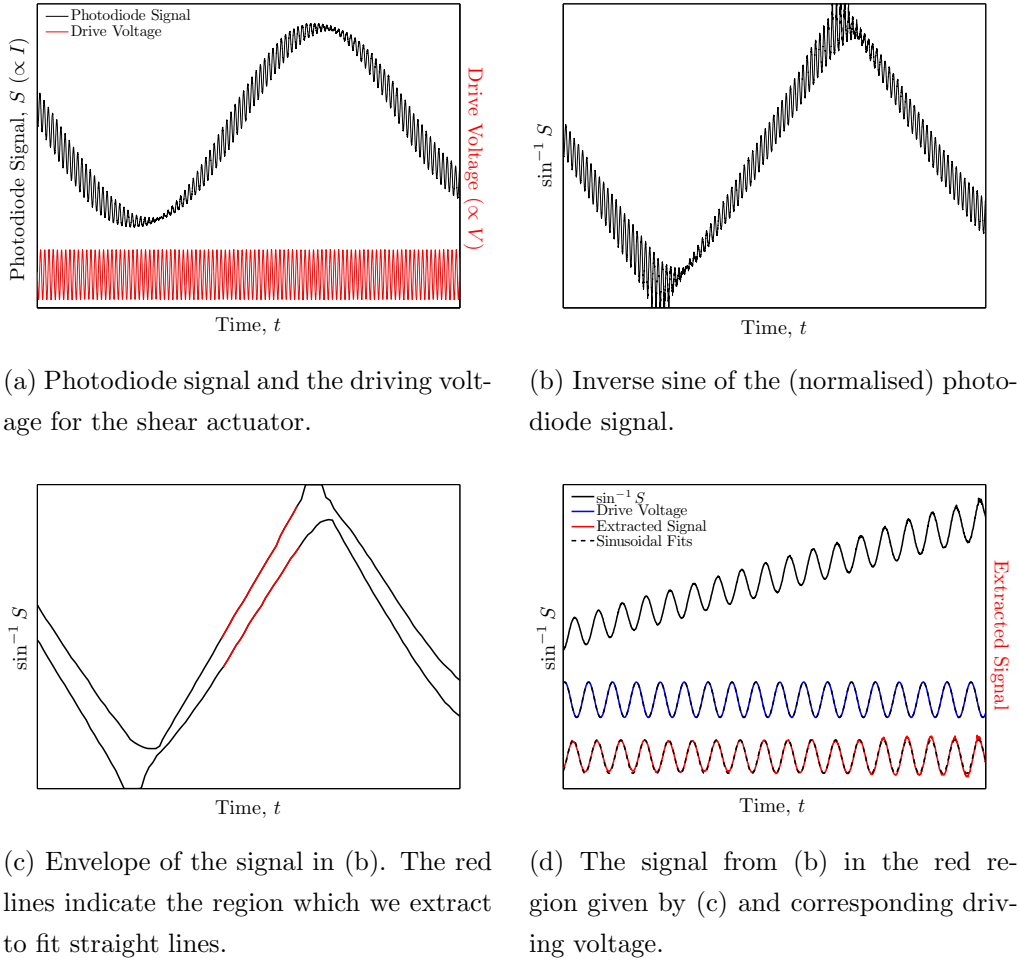 Photodiode Signal
Drive Voltage
Photodiode Signal, S (∝ I)
Drive Voltage (∝ V)
Time, t
sin⁻¹ S
Time, t
(a) Photodiode signal and the driving volt-
age for the shear actuator.
(b) Inverse sine of the (normalised) photo-
diode signal.
sin⁻¹ S
Time, t
sin⁻¹ S
Drive Voltage
Extracted Signal
Sinusoidal Fits
sin⁻¹ S
Extracted Signal
Time, t
(c) Envelope of the signal in (b). The red
lines indicate the region which we extract
to fit straight lines.
(d) The signal from (b) in the red re-
gion given by (c) and corresponding driv-
ing voltage.